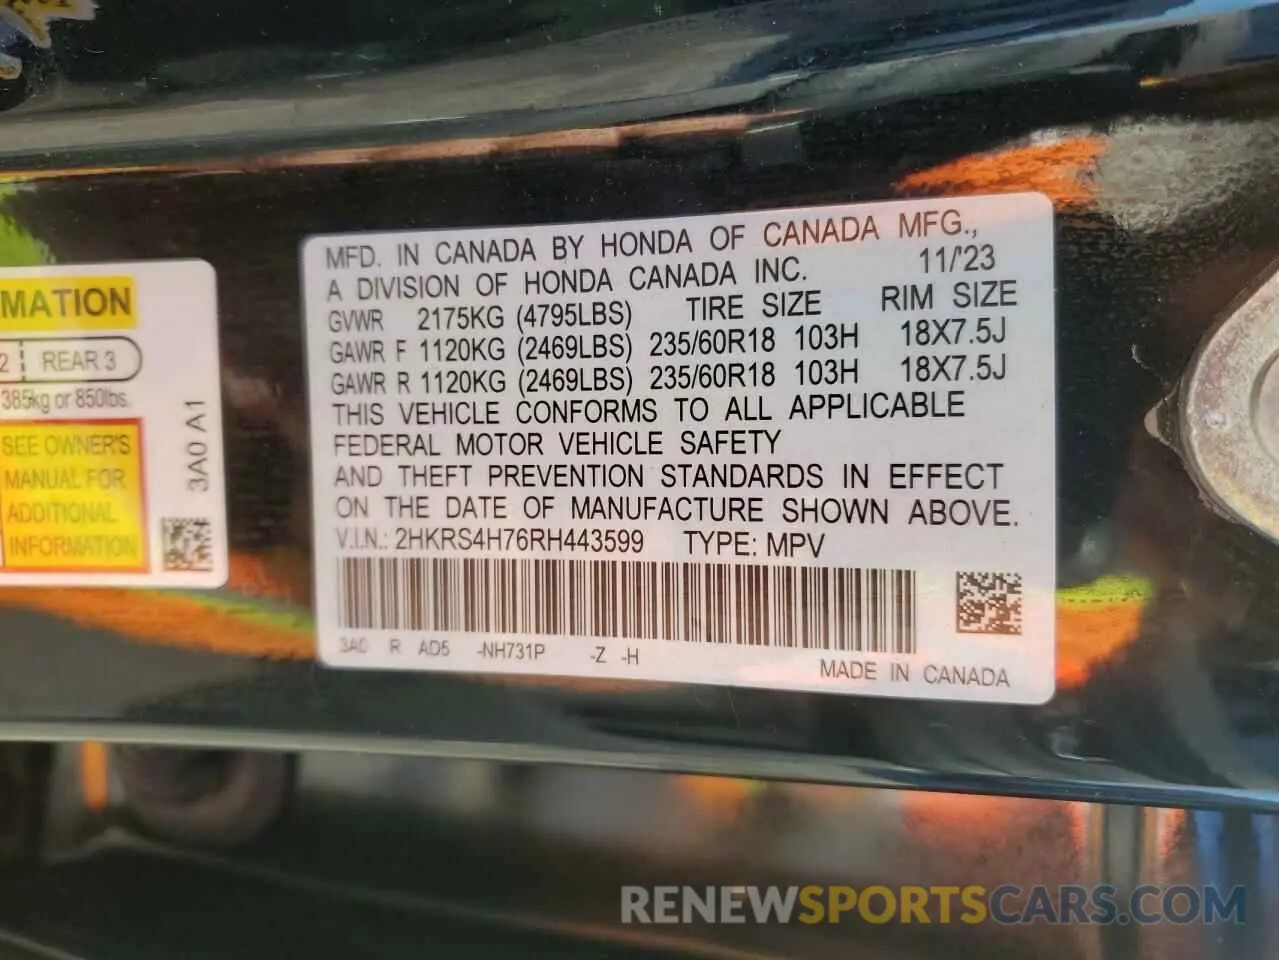 MFD. IN CANADA BY HONDA OF CANADA MFG.,
A DIVISION OF HONDA CANADA INC. 11/'23
GVWR 2175KG (4795LBS) TIRE SIZE RIM SIZE
GAWR F 1120KG (2469LBS) 235/60R18 103H 18X7.5J
GAWR R 1120KG (2469LBS) 235/60R18 103H 18X7.5J
THIS VEHICLE CONFORMS TO ALL APPLICABLE
FEDERAL MOTOR VEHICLE SAFETY
AND THEFT PREVENTION STANDARDS IN EFFECT
ON THE DATE OF MANUFACTURE SHOWN ABOVE.
V.I.N.: 2HKRS4H76RH443599 TYPE: MPV
3A0 R AD5 -NH731P -Z -H
MADE IN CANADA
MATION
2 REAR 3
385kg or 850lbs.
SEE OWNER'S
MANUAL FOR
ADDITIONAL
INFORMATION
3A0 A1
RENEWSPORTSCARS.COM